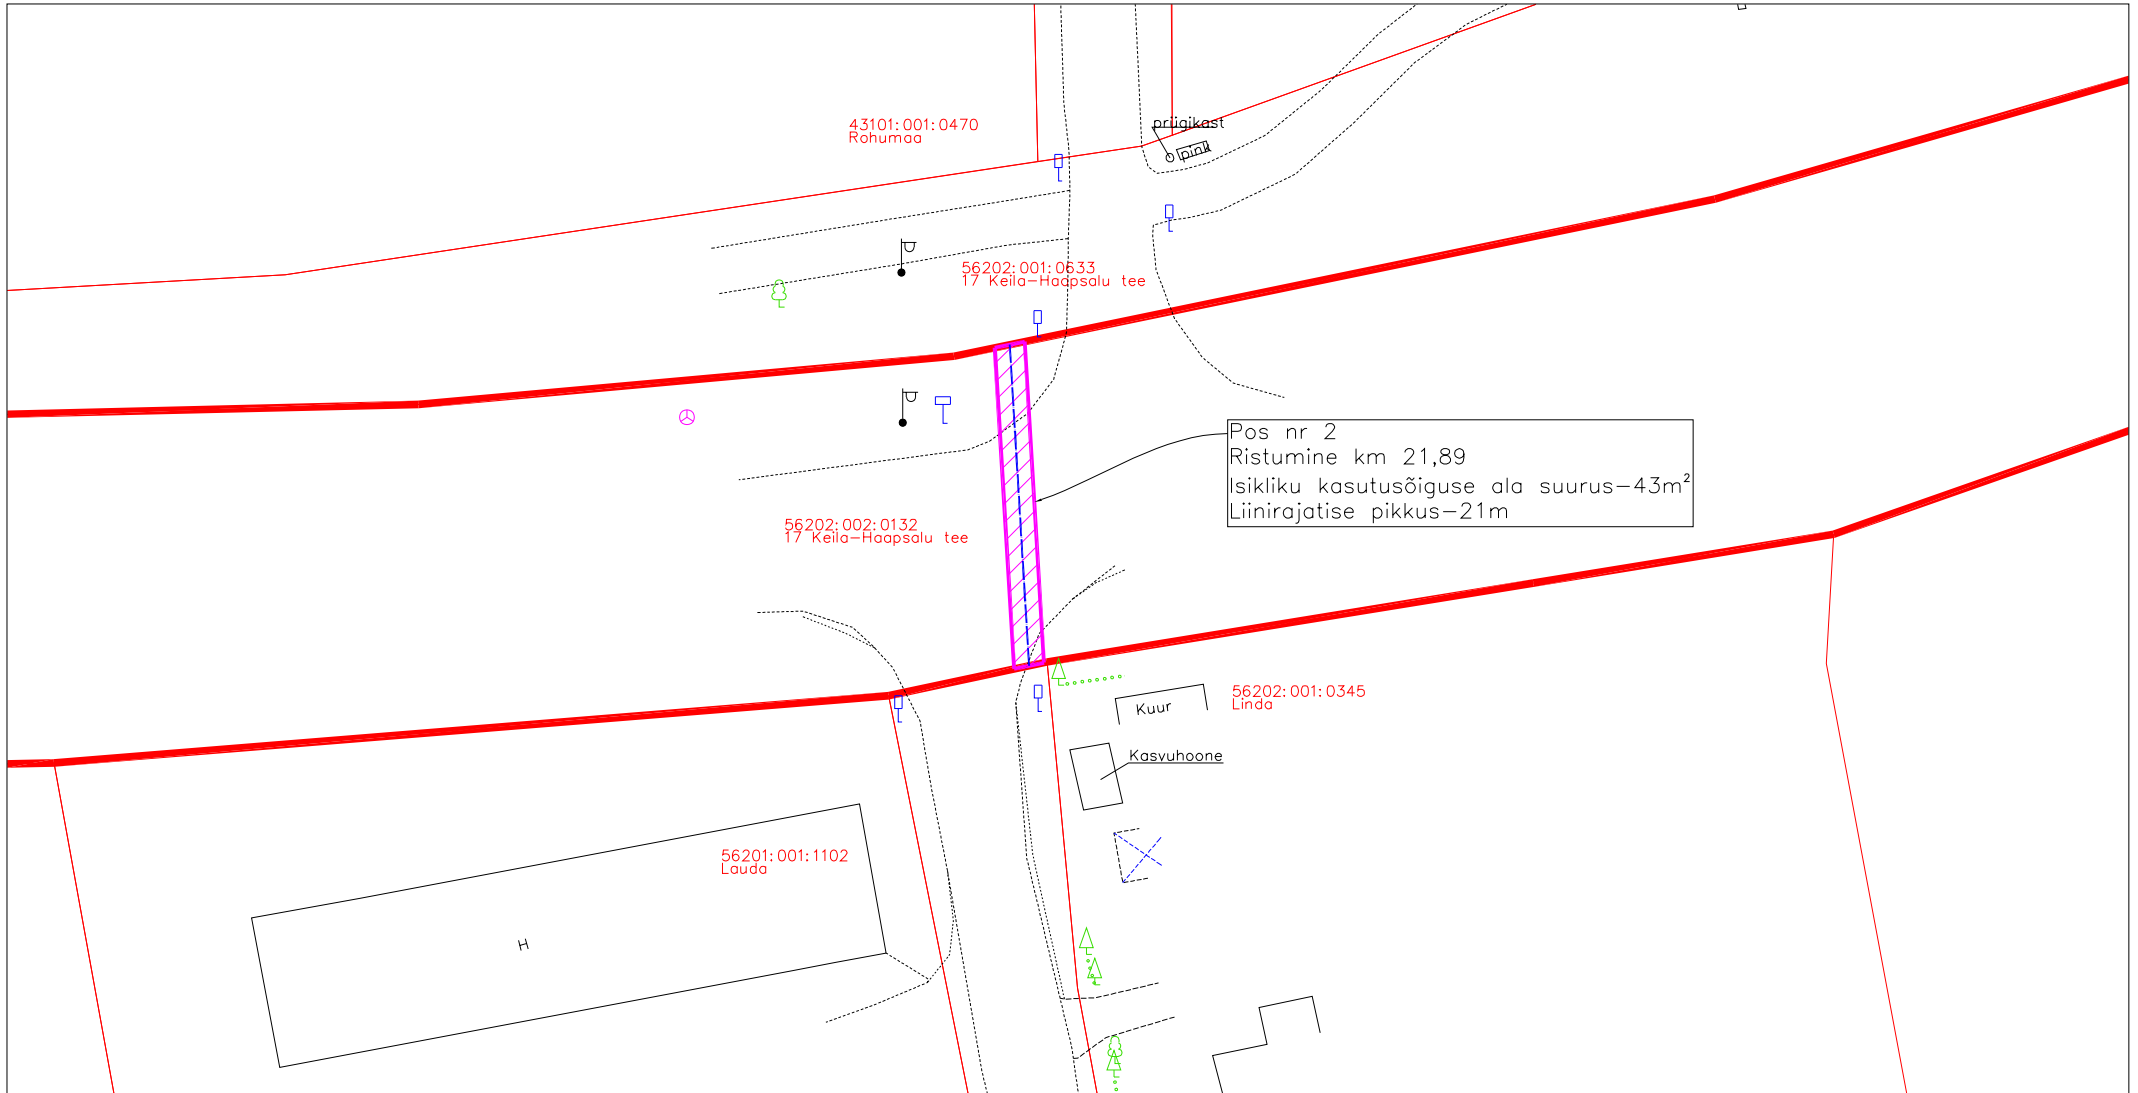 prügikast
43101:001:0470
Rohumaa
pink
56202:001:0633
17 Keila-Haapsalu tee
Pos nr 2
Ristumine km 21,89
Isikliku kasutusõiguse ala suurus-43m²
Liinirajatise pikkus-21m
56202:002:0132
17 Keila-Haapsalu tee
56202:001:0345
Linda
Kuur
Kasvuhoone
56201:001:1102
Lauda
H